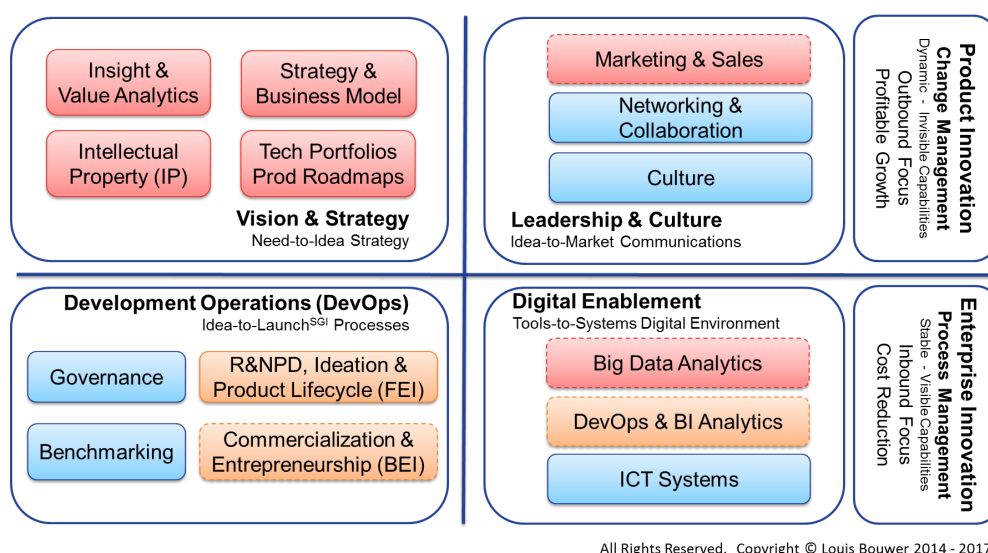 Insight &
Value Analytics
Strategy &
Business Model
Intellectual
Property (IP)
Tech Portfolios
Prod Roadmaps
Vision & Strategy
Need-to-Idea Strategy
Marketing & Sales
Networking &
Collaboration
Culture
Leadership & Culture
Idea-to-Market Communications
Product Innovation
Change Management
Dynamic - Invisible Capabilities
Outbound Focus
Profitable Growth
Development Operations (DevOps)
Idea-to-Launch^SGI Processes
Governance
R&NPD, Ideation &
Product Lifecycle (FEI)
Benchmarking
Commercialization &
Entrepreneurship (BEI)
Digital Enablement
Tools-to-Systems Digital Environment
Big Data Analytics
DevOps & BI Analytics
ICT Systems
Enterprise Innovation
Process Management
Stable - Visible Capabilities
Inbound Focus
Cost Reduction
All Rights Reserved. Copyright © Louis Bouwer 2014 - 2017